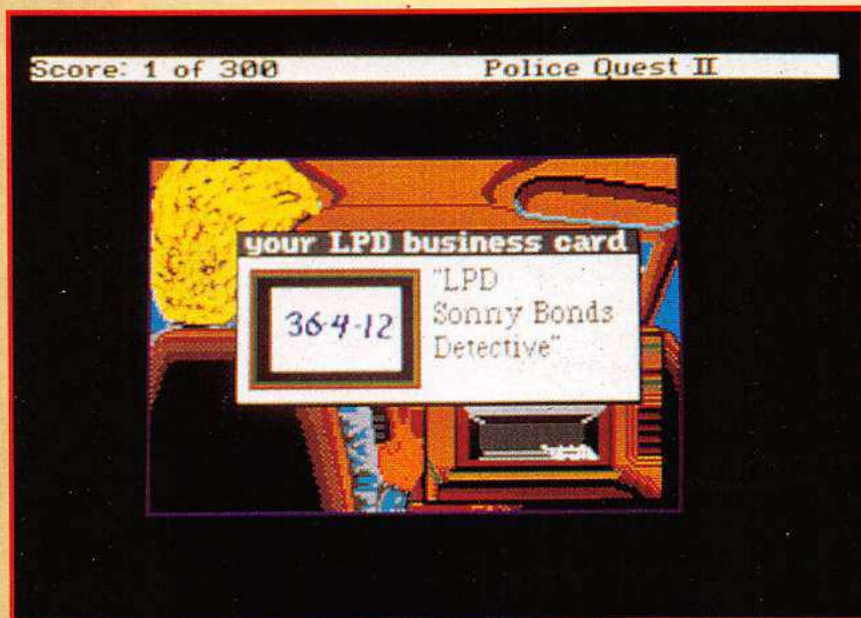 Score: 1 of 300 Police Quest II
your LPD business card
36-4-12
"LPD
Sonny Bonds
Detective"